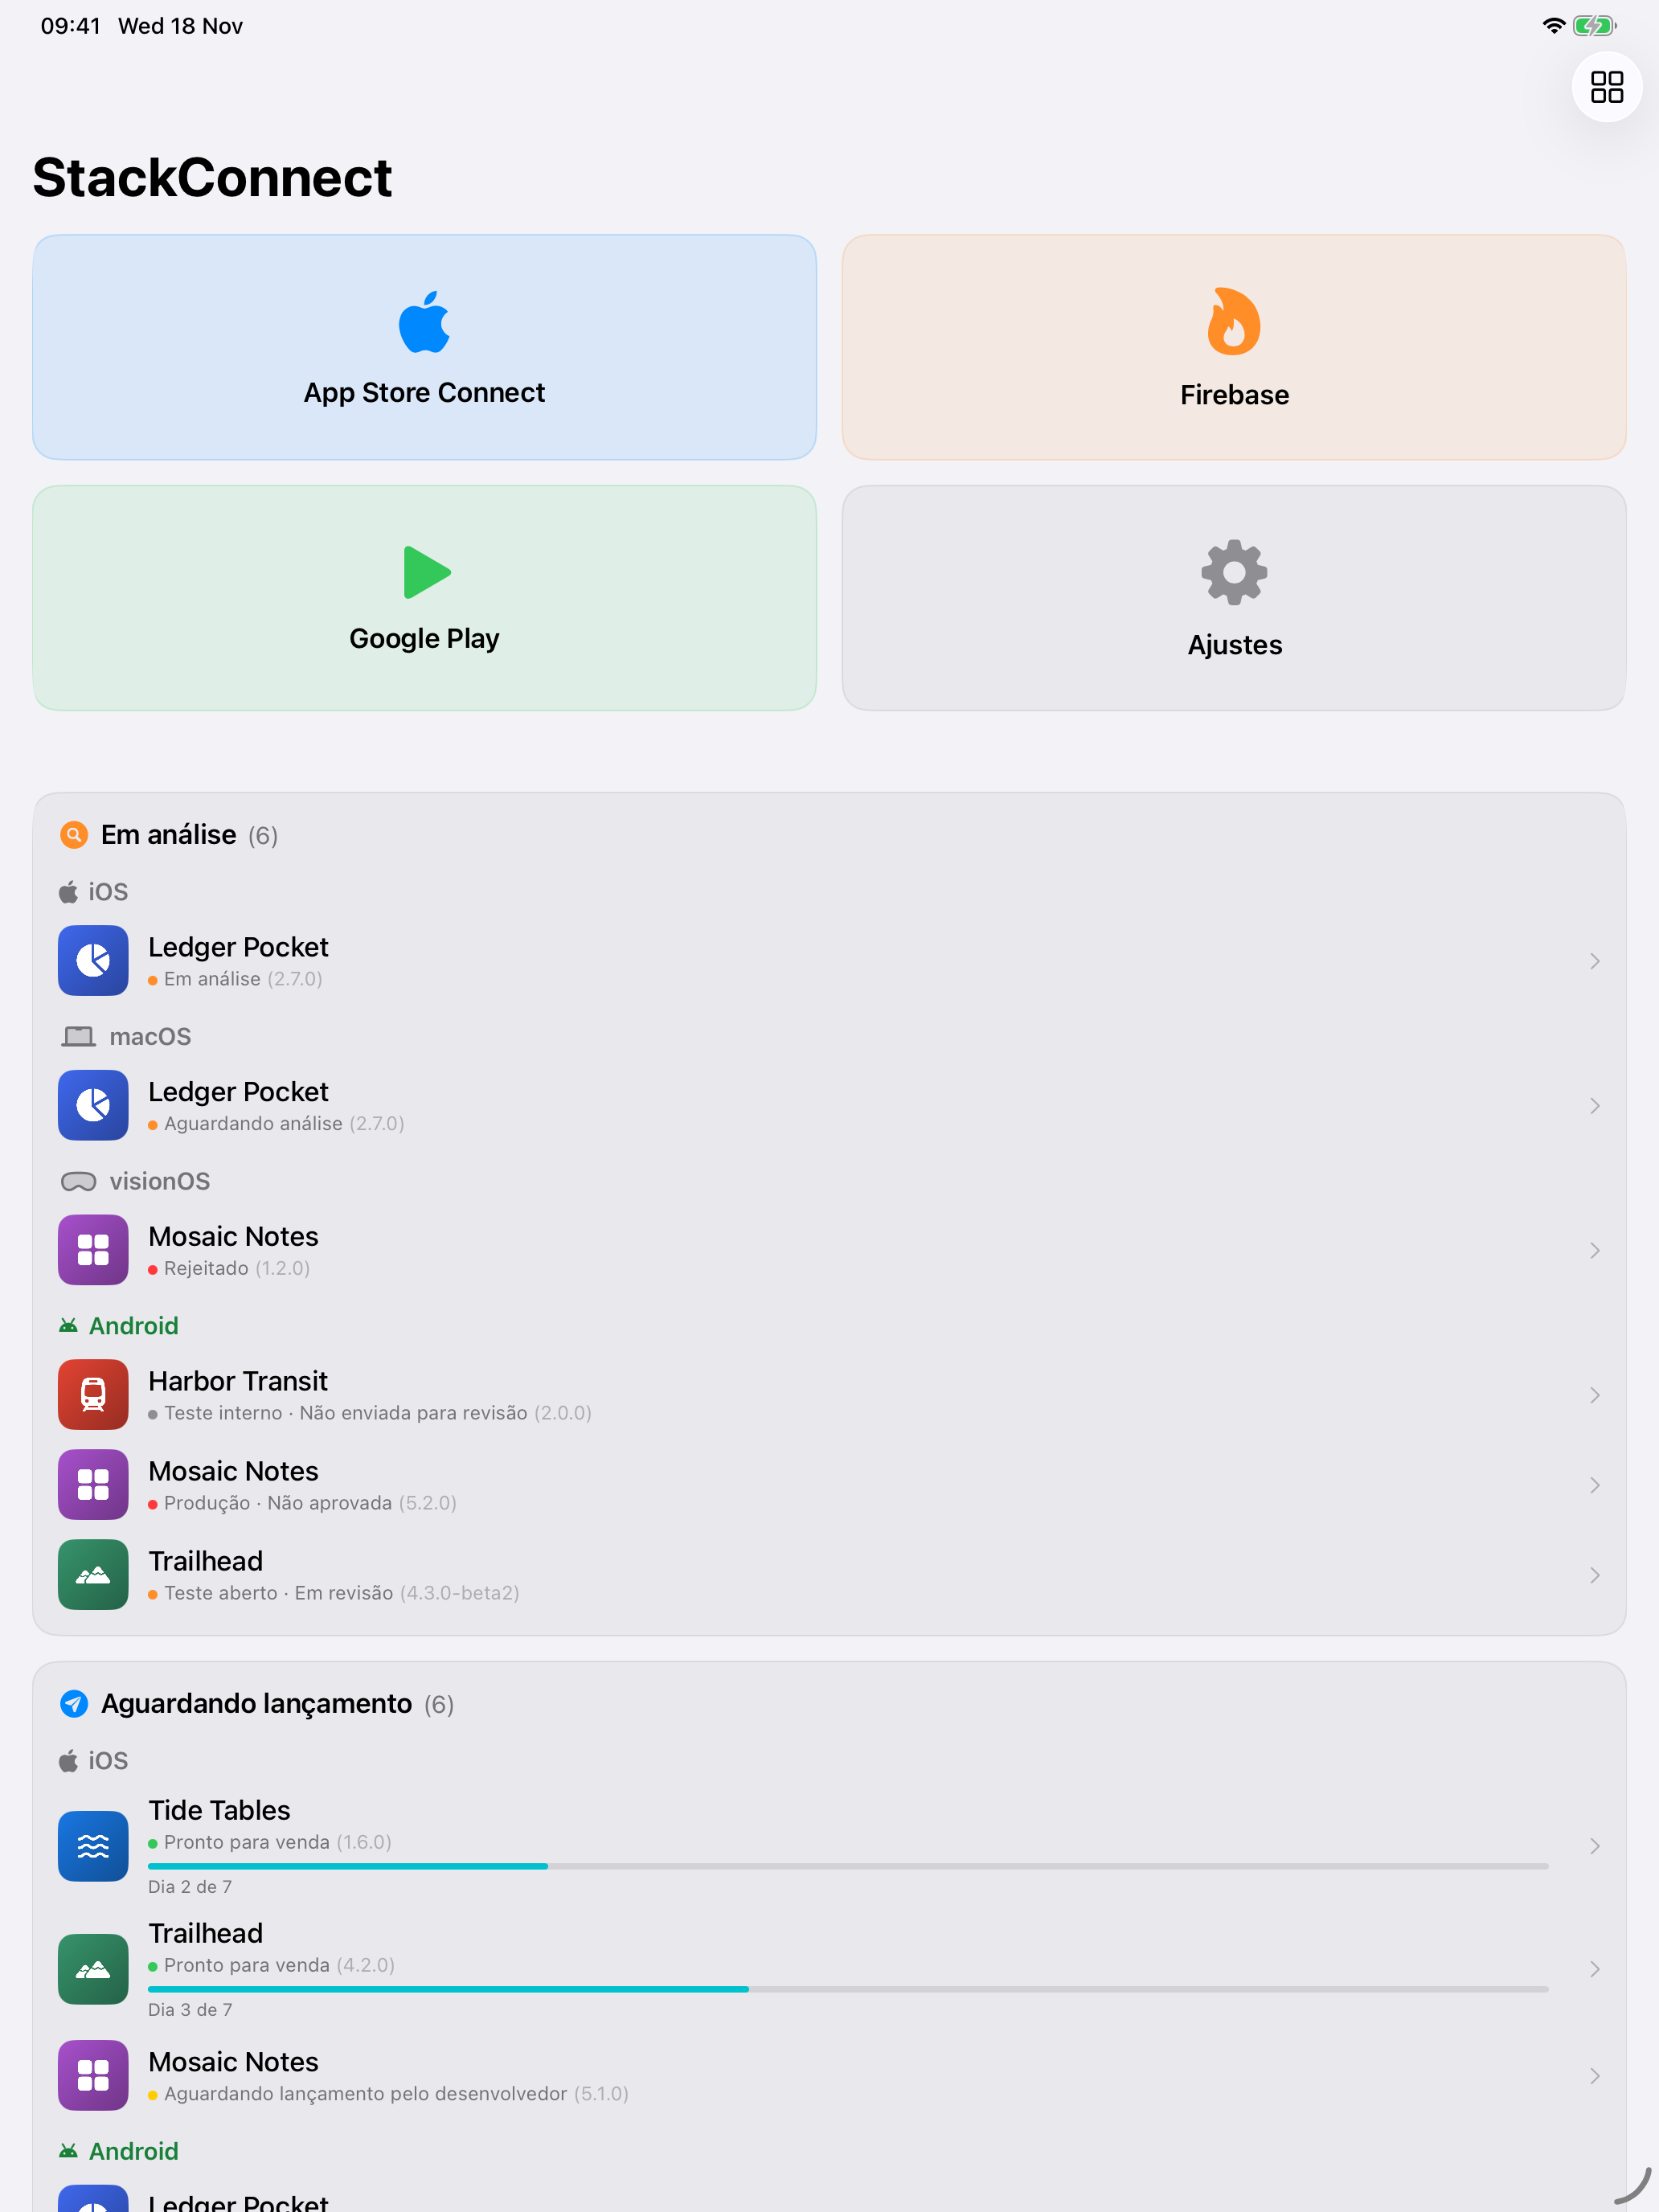 09:41 Wed 18 Nov
StackConnect
App Store Connect
Firebase
Google Play
Ajustes
Em análise (6)
iOS
Ledger Pocket
Em análise (2.7.0)
macOS
Ledger Pocket
Aguardando análise (2.7.0)
visionOS
Mosaic Notes
Rejeitado (1.2.0)
Android
Harbor Transit
Teste interno · Não enviada para revisão (2.0.0)
Mosaic Notes
Produção · Não aprovada (5.2.0)
Trailhead
Teste aberto · Em revisão (4.3.0-beta2)
Aguardando lançamento (6)
iOS
Tide Tables
Pronto para venda (1.6.0)
Dia 2 de 7
Trailhead
Pronto para venda (4.2.0)
Dia 3 de 7
Mosaic Notes
Aguardando lançamento pelo desenvolvedor (5.1.0)
Android
Ledger Pocket